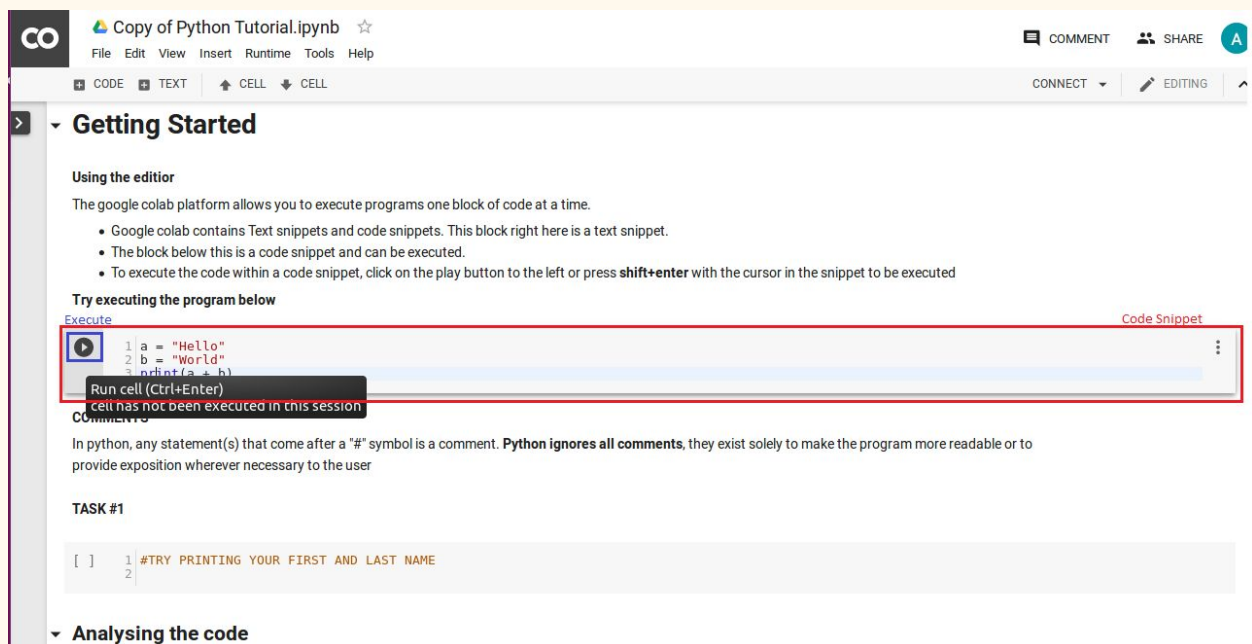 CO
Copy of Python Tutorial.ipynb
File Edit View Insert Runtime Tools Help
COMMENT SHARE A
CODE TEXT CELL CELL
CONNECT EDITING
Getting Started
Using the editior
The google colab platform allows you to execute programs one block of code at a time.
• Google colab contains Text snippets and code snippets. This block right here is a text snippet.
• The block below this is a code snippet and can be executed.
• To execute the code within a code snippet, click on the play button to the left or press shift+enter with the cursor in the snippet to be executed
Try executing the program below
Execute
Code Snippet
1 a = "Hello"
2 b = "World"
3 print(a + b)
Run cell (Ctrl+Enter)
cell has not been executed in this session
COMMENTS
In python, any statement(s) that come after a "#" symbol is a comment. Python ignores all comments, they exist solely to make the program more readable or to
provide exposition wherever necessary to the user
TASK #1
[ ] 1 #TRY PRINTING YOUR FIRST AND LAST NAME
2
Analysing the code